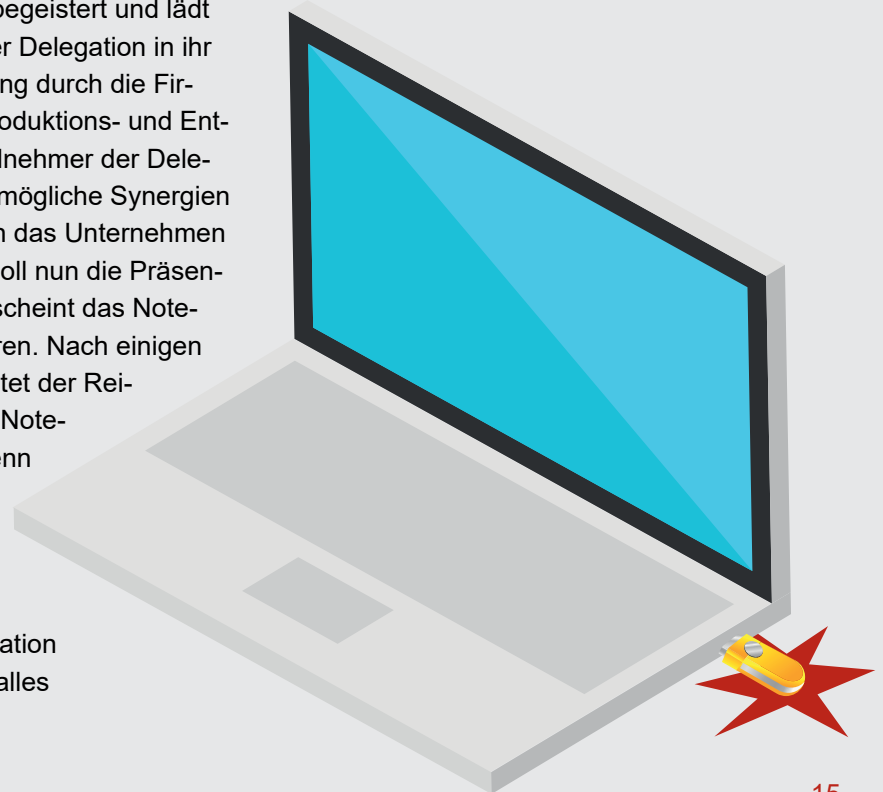 begeistert und lädt
er Delegation in ihr
ng durch die Fir-
oduktions- und Ent-
lnehmer der Dele-
mögliche Synergien
n das Unternehmen
oll nun die Präsen-
scheint das Note-
ren. Nach einigen
tet der Rei-
Note-
enn
ation
alles
15